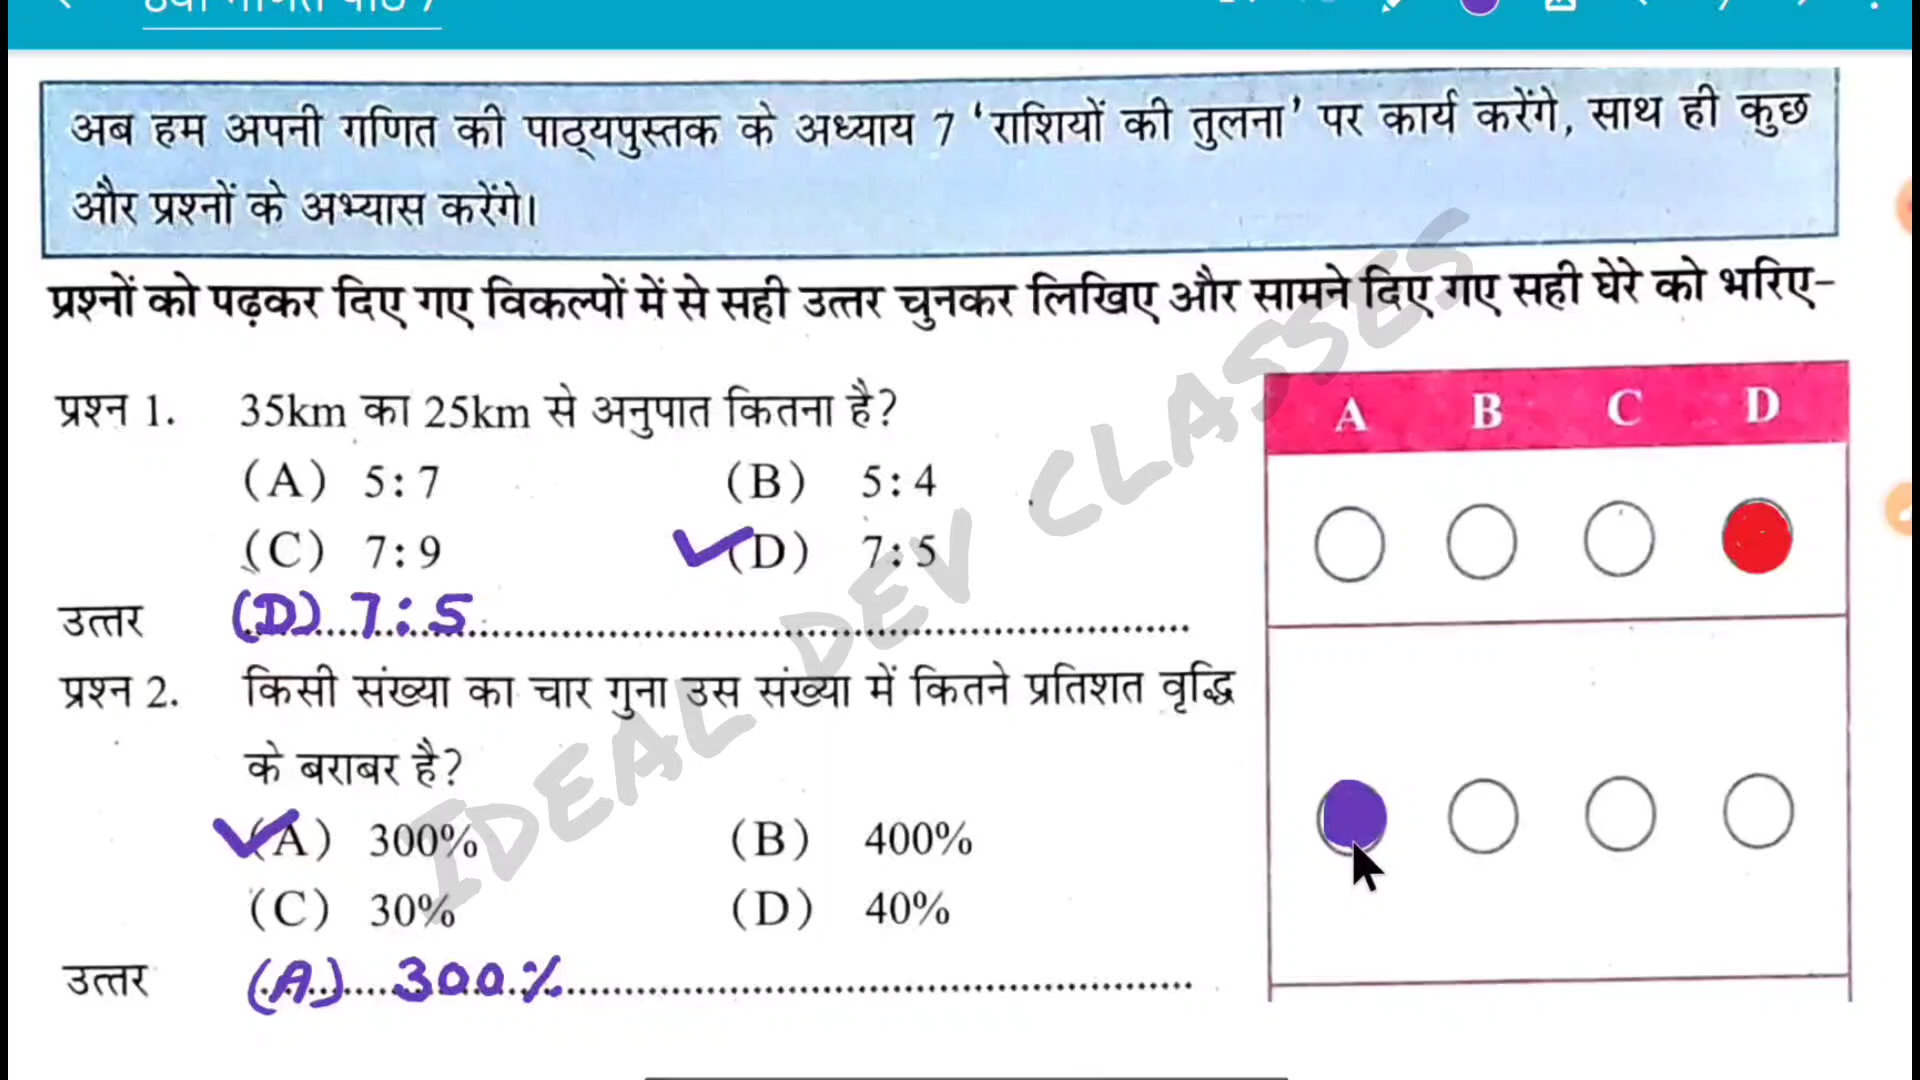 अब हम अपनी गणित की पाठ्यपुस्तक के अध्याय 7 ‘राशियों की तुलना’ पर कार्य करेंगे, साथ ही कुछ
और प्रश्नों के अभ्यास करेंगे।
प्रश्नों को पढ़कर दिए गए विकल्पों में से सही उत्तर चुनकर लिखिए और सामने दिए गए सही घेरे को भरिए-
A B C D
प्रश्न 1. 35km का 25km से अनुपात कितना है?
(A) 5:7 (B) 5:4
(C) 7:9 (D) 7:5
उत्तर (D) 7:5
प्रश्न 2. किसी संख्या का चार गुना उस संख्या में कितने प्रतिशत वृद्धि
के बराबर है?
(A) 300% (B) 400%
(C) 30% (D) 40%
उत्तर (A) 300%
IDEAL DEV CLASSES